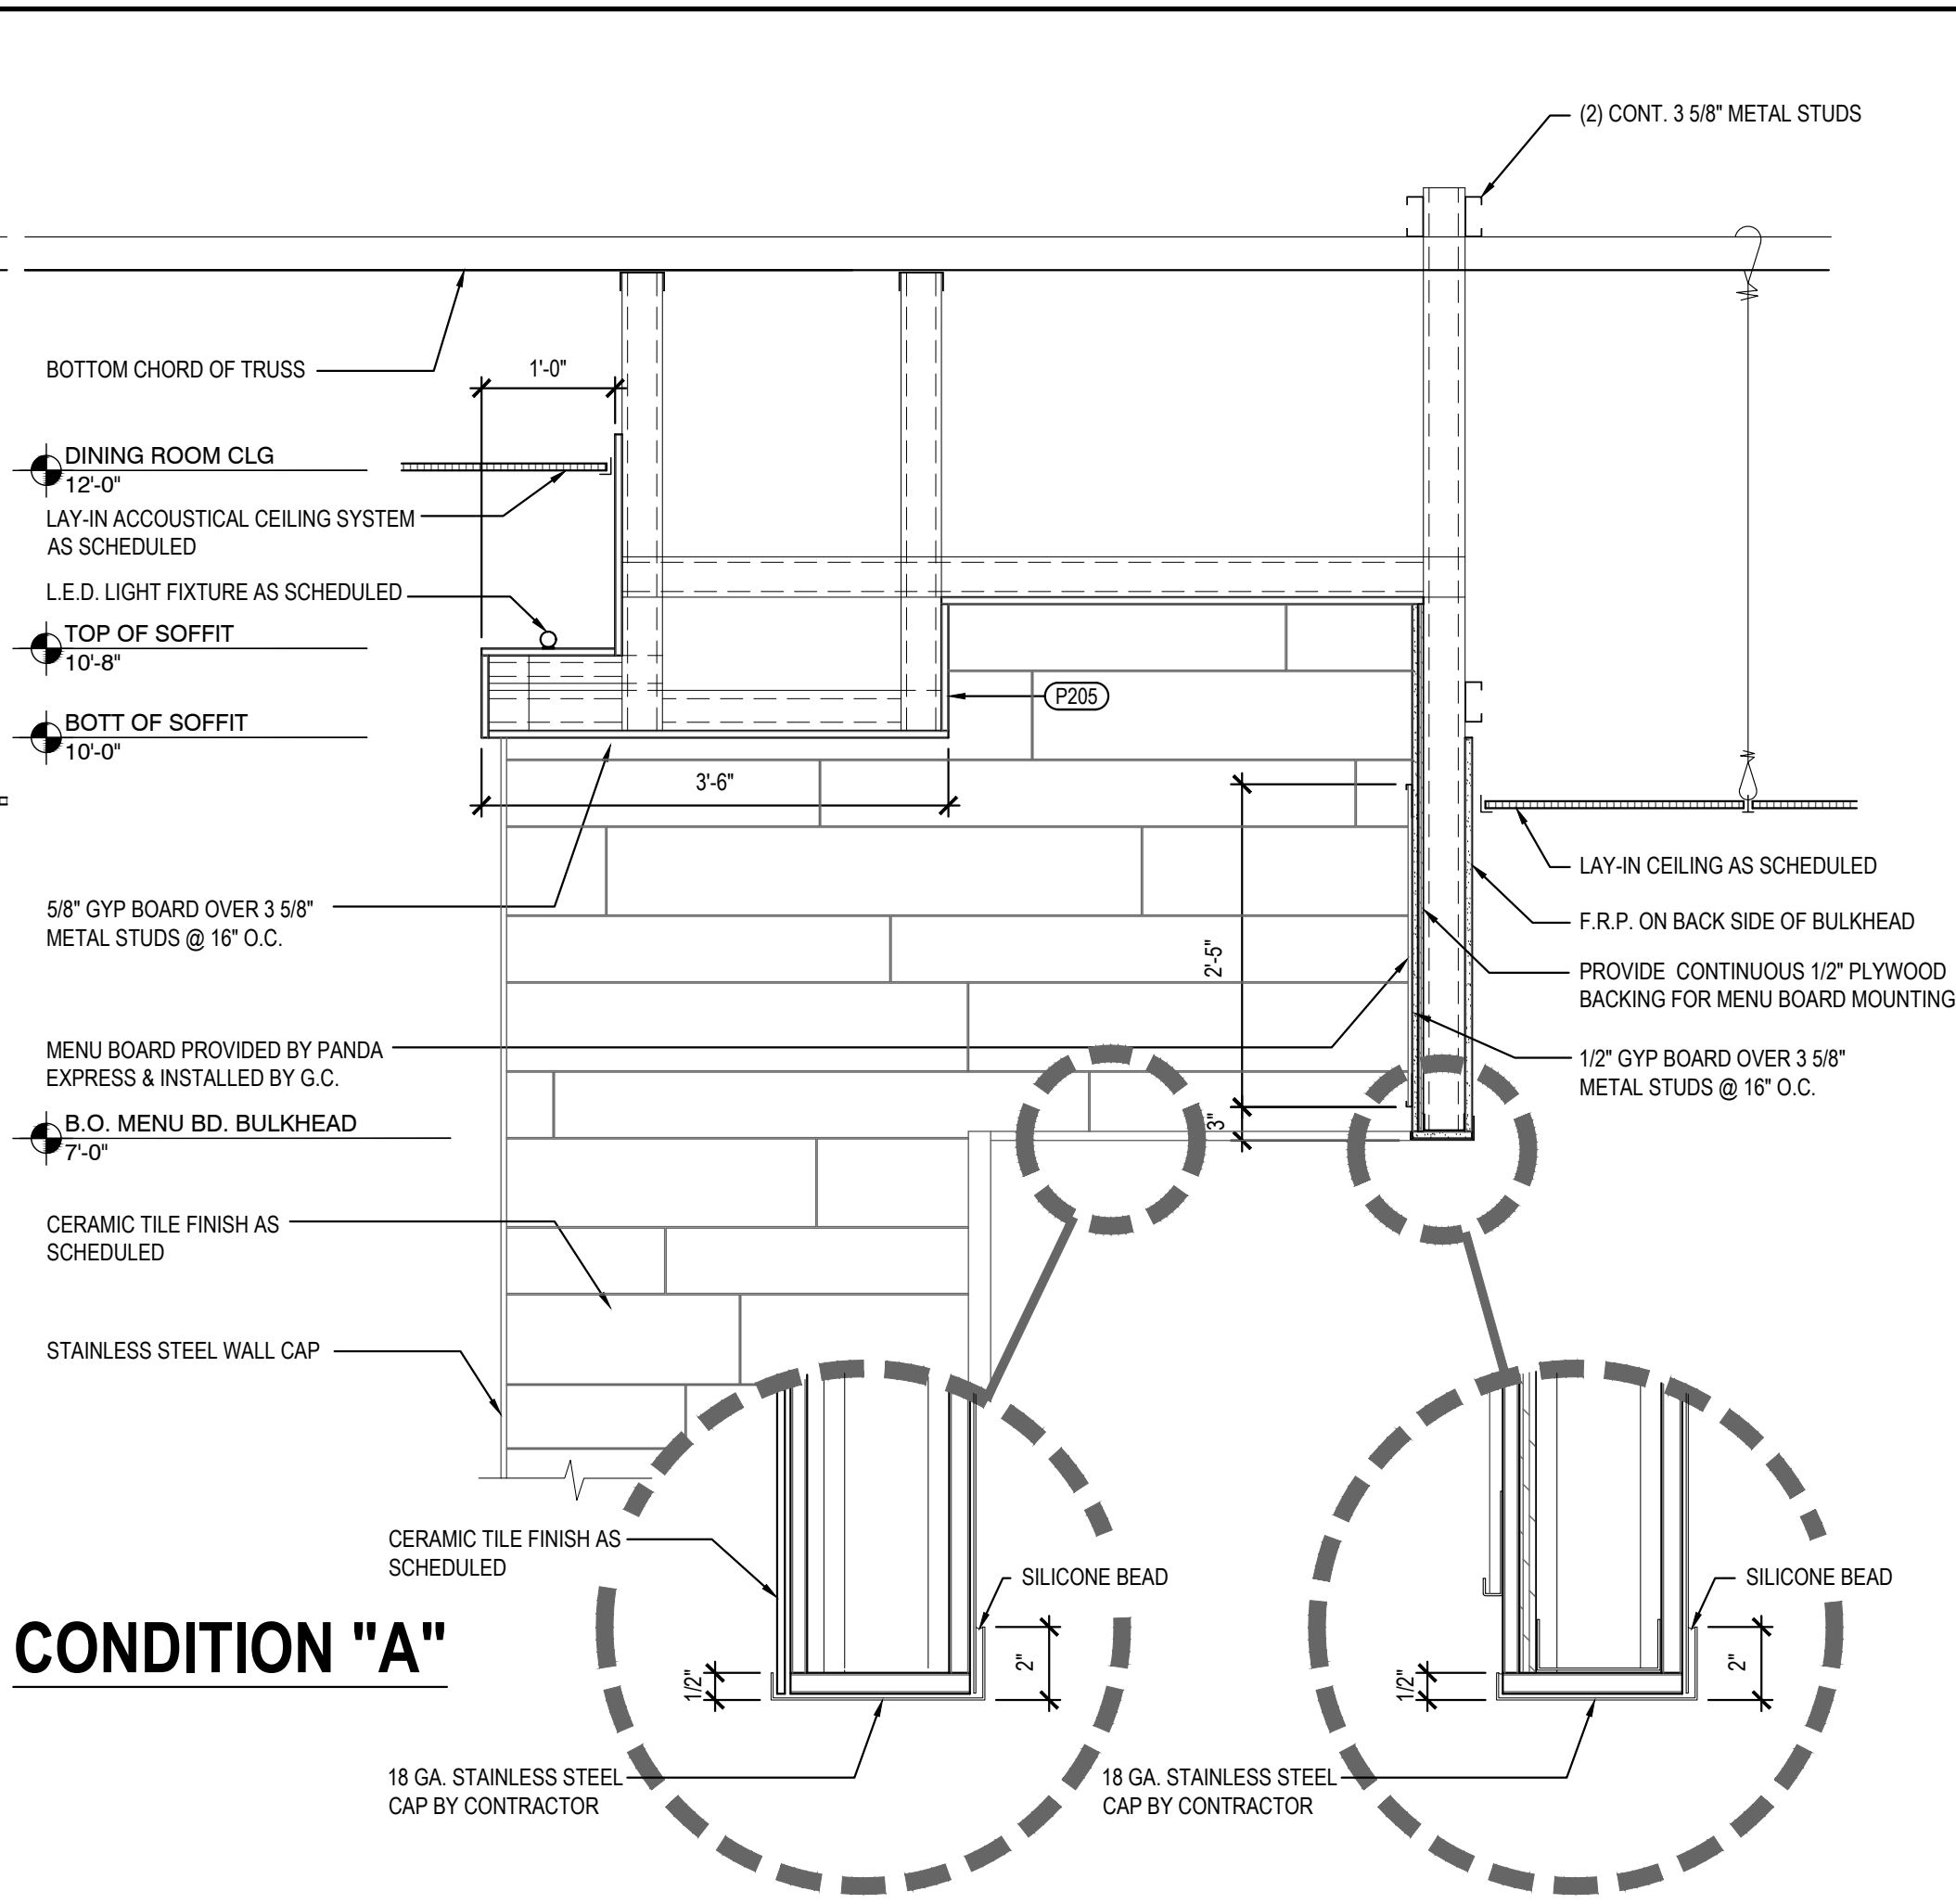 (2) CONT. 3 5/8" METAL STUDS
BOTTOM CHORD OF TRUSS
1'-0"
DINING ROOM CLG
12'-0"
LAY-IN ACCOUSTICAL CEILING SYSTEM
AS SCHEDULED
L.E.D. LIGHT FIXTURE AS SCHEDULED
TOP OF SOFFIT
10'-8"
P205
BOTT OF SOFFIT
10'-0"
3'-6"
LAY-IN CEILING AS SCHEDULED
5/8" GYP BOARD OVER 3 5/8"
METAL STUDS @ 16" O.C.
F.R.P. ON BACK SIDE OF BULKHEAD
2'-5"
PROVIDE CONTINUOUS 1/2" PLYWOOD
BACKING FOR MENU BOARD MOUNTING
MENU BOARD PROVIDED BY PANDA
EXPRESS & INSTALLED BY G.C.
1/2" GYP BOARD OVER 3 5/8"
METAL STUDS @ 16" O.C.
3"
B.O. MENU BD. BULKHEAD
7'-0"
CERAMIC TILE FINISH AS
SCHEDULED
STAINLESS STEEL WALL CAP
CERAMIC TILE FINISH AS
SCHEDULED
SILICONE BEAD
SILICONE BEAD
CONDITION "A"
1/2"
2"
1/2"
2"
18 GA. STAINLESS STEEL
CAP BY CONTRACTOR
18 GA. STAINLESS STEEL
CAP BY CONTRACTOR